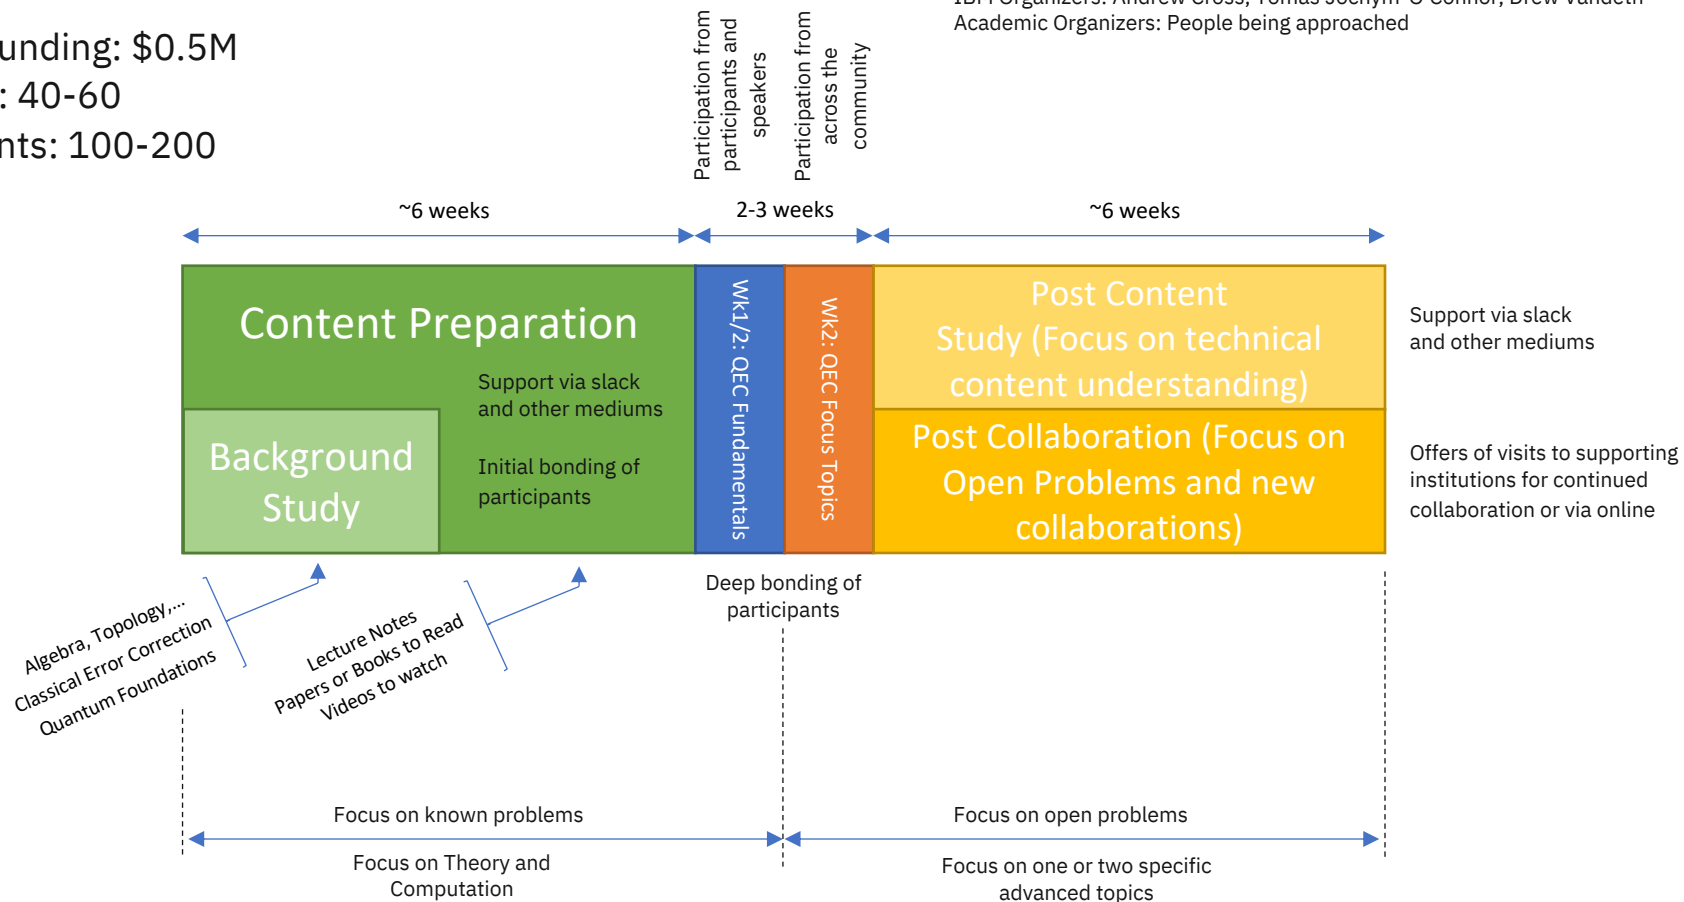 Academic Organizers: People being approached
unding: $0.5M
: 40-60
nts: 100-200
Participation from
participants and
speakers
Participation from
across the
community
~6 weeks
2-3 weeks
~6 weeks
Content Preparation
Support via slack
and other mediums
Initial bonding of
participants
Background
Study
Wk1/2: QEC Fundamentals
Wk2: QEC Focus Topics
Post Content
Study (Focus on technical
content understanding)
Post Collaboration (Focus on
Open Problems and new
collaborations)
Support via slack
and other mediums
Offers of visits to supporting
institutions for continued
collaboration or via online
Deep bonding of
participants
Algebra, Topology,...
Classical Error Correction
Quantum Foundations
Lecture Notes
Papers or Books to Read
Videos to watch
Focus on known problems
Focus on Theory and
Computation
Focus on open problems
Focus on one or two specific
advanced topics